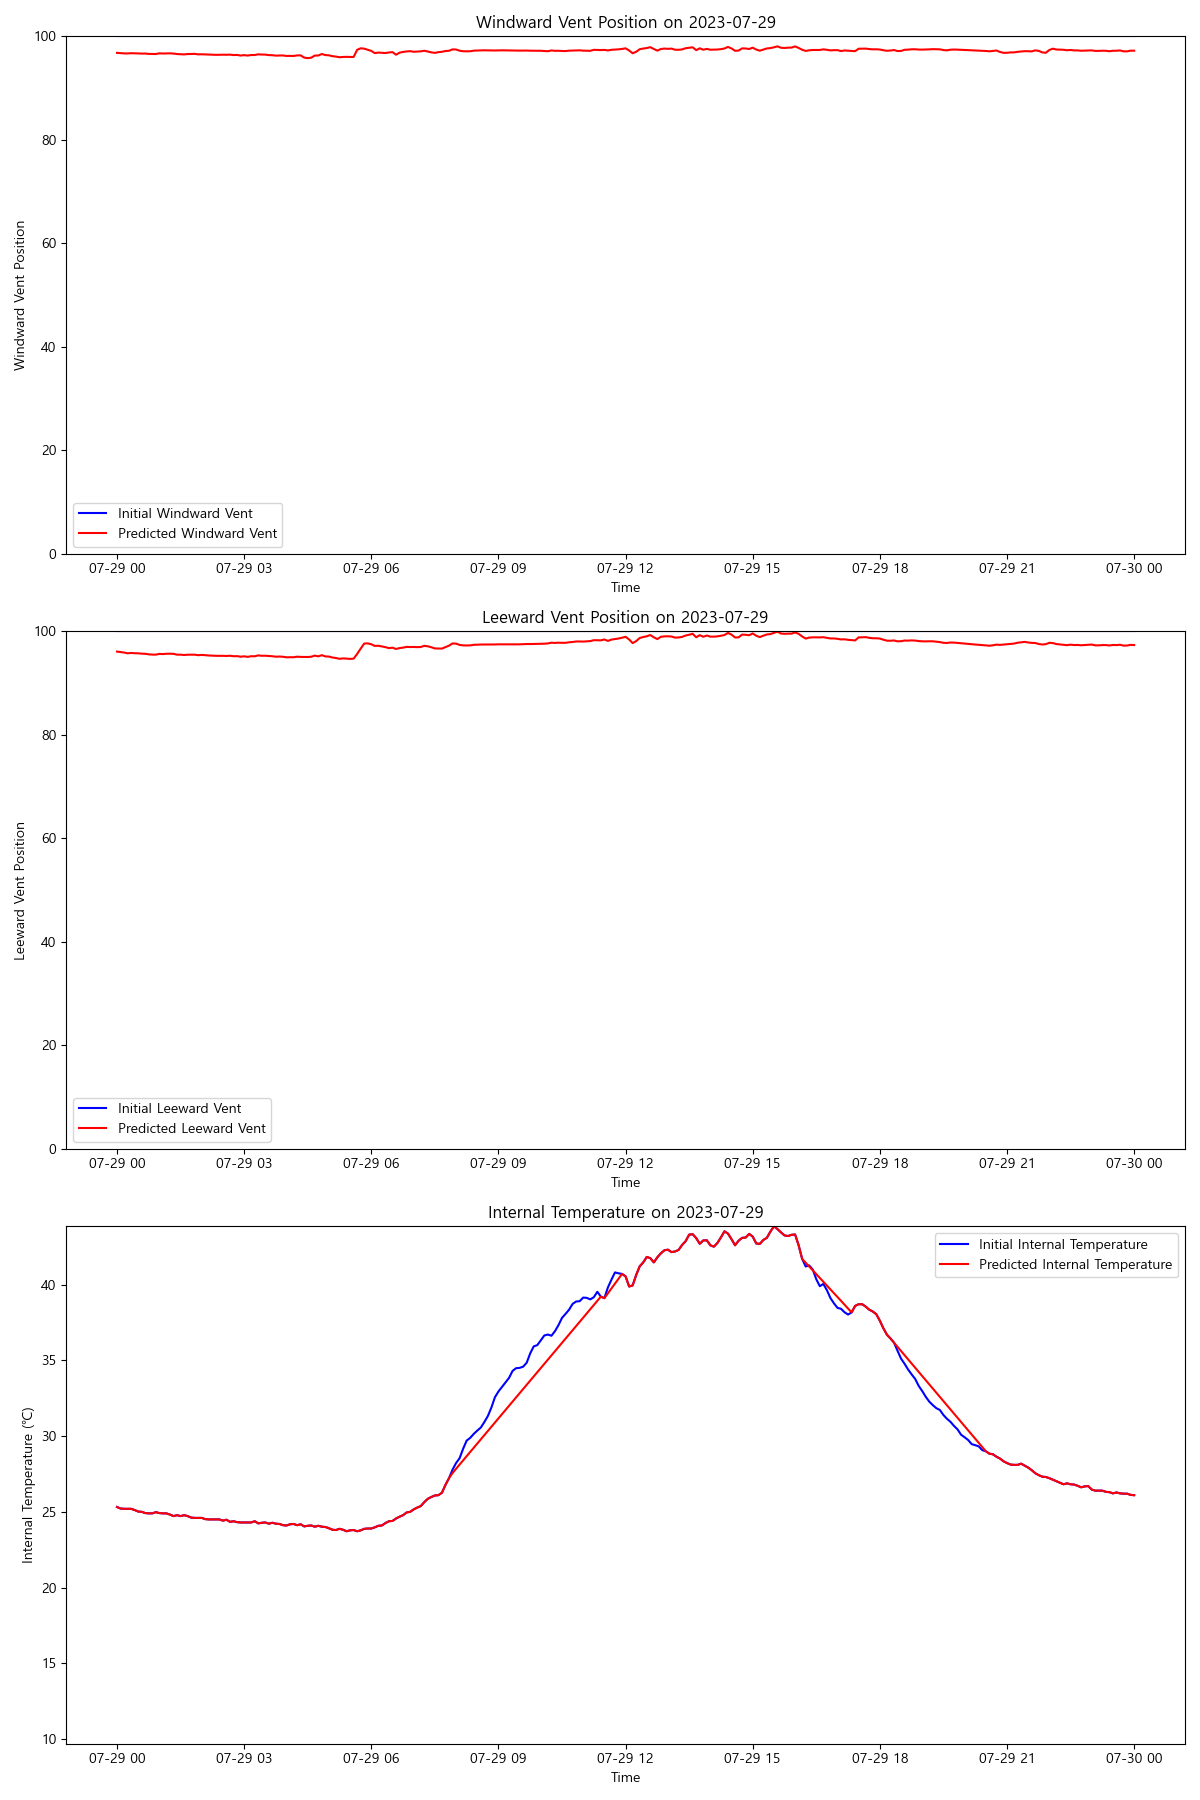 Windward Vent Position on 2023-07-29
100
80
60
40
20
0
Windward Vent Position
Initial Windward Vent
Predicted Windward Vent
07-29 00 07-29 03 07-29 06 07-29 09 07-29 12 07-29 15 07-29 18 07-29 21 07-30 00
Time
Leeward Vent Position on 2023-07-29
100
80
60
40
20
0
Leeward Vent Position
Initial Leeward Vent
Predicted Leeward Vent
07-29 00 07-29 03 07-29 06 07-29 09 07-29 12 07-29 15 07-29 18 07-29 21 07-30 00
Time
Internal Temperature on 2023-07-29
Initial Internal Temperature
Predicted Internal Temperature
40
35
30
25
20
15
10
Internal Temperature (℃)
07-29 00 07-29 03 07-29 06 07-29 09 07-29 12 07-29 15 07-29 18 07-29 21 07-30 00
Time